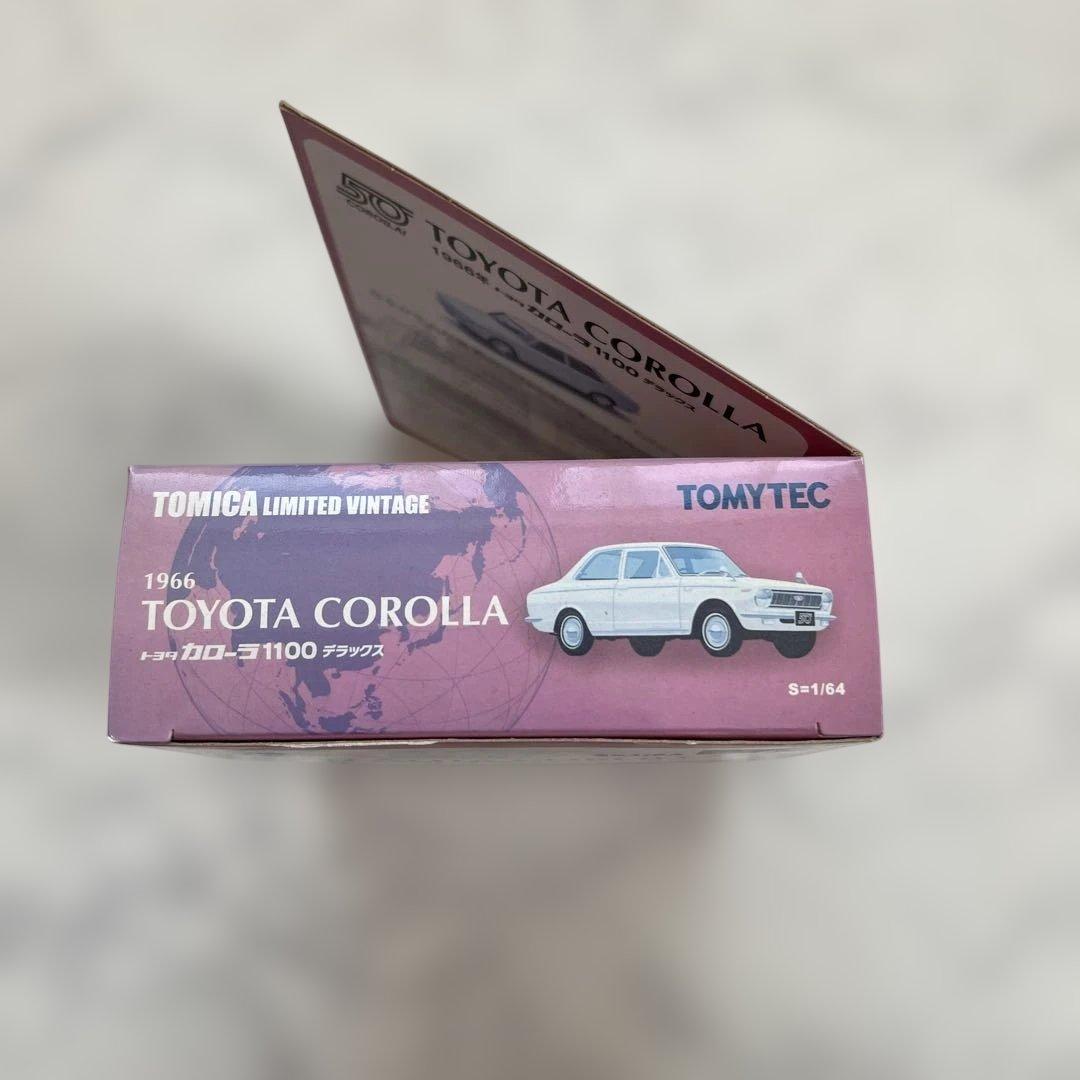 50
COROLLA!
TOYOTA COROLLA
1966年 トヨタ カローラ1100 デラックス
TOMICA LIMITED VINTAGE
TOMYTEC
1966
TOYOTA COROLLA
トヨタ カローラ1100 デラックス
50
S=1/64